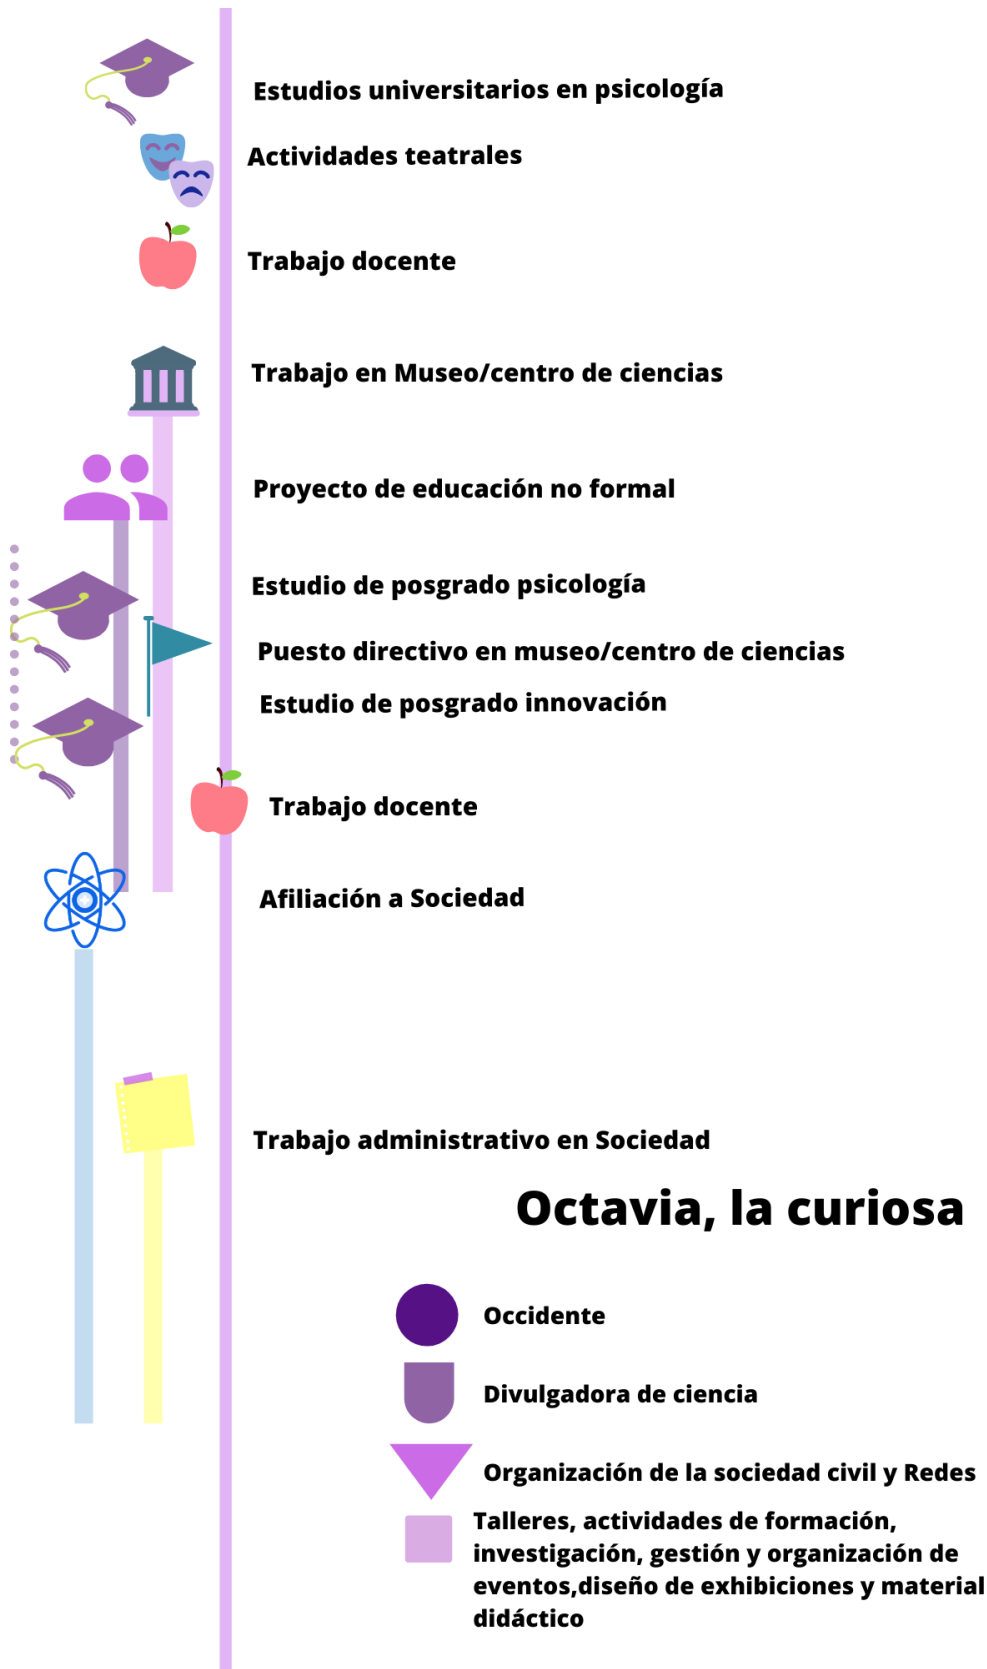 Estudios universitarios en psicología
Actividades teatrales
Trabajo docente
Trabajo en Museo/centro de ciencias
Proyecto de educación no formal
Estudio de posgrado psicología
Puesto directivo en museo/centro de ciencias
Estudio de posgrado innovación
Trabajo docente
Afiliación a Sociedad
Trabajo administrativo en Sociedad
Octavia, la curiosa
Occidente
Divulgadora de ciencia
Organización de la sociedad civil y Redes
Talleres, actividades de formación,
investigación, gestión y organización de
eventos,diseño de exhibiciones y material
didáctico